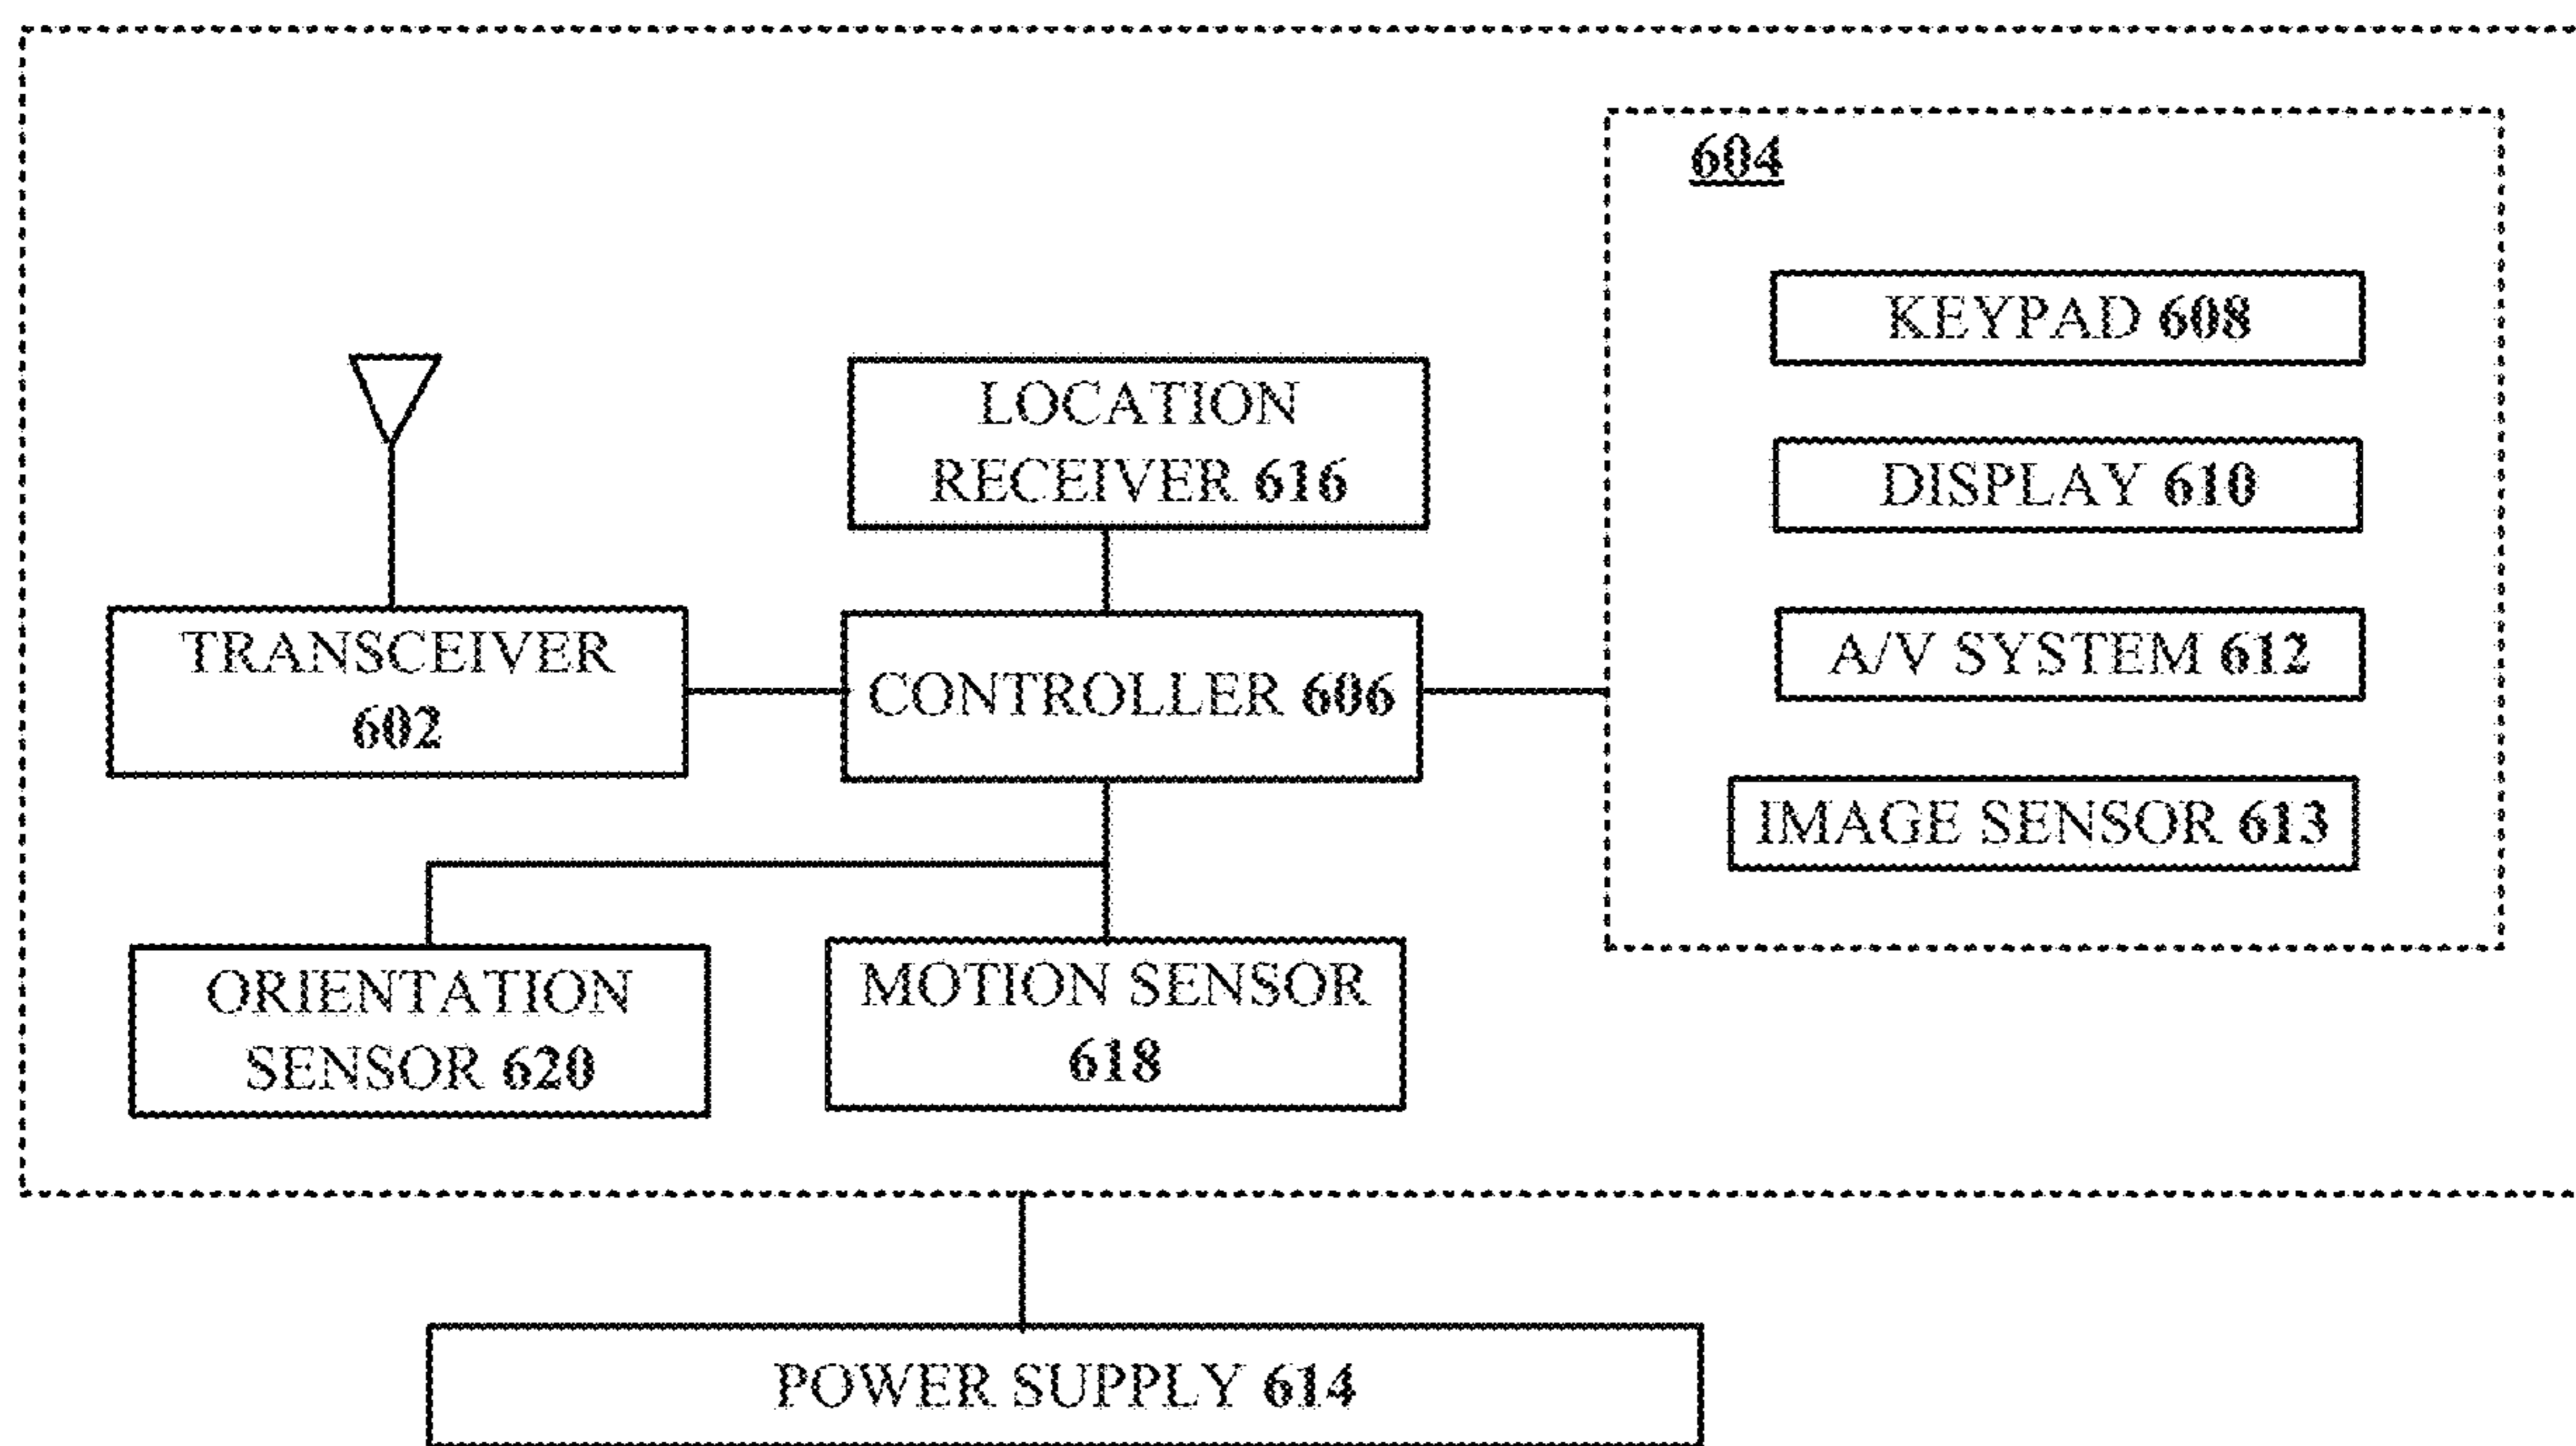 604
KEYPAD 608
DISPLAY 610
A/V SYSTEM 612
IMAGE SENSOR 613
LOCATION
RECEIVER 616
TRANSCEIVER
602
CONTROLLER 606
ORIENTATION
SENSOR 620
MOTION SENSOR
618
POWER SUPPLY 614